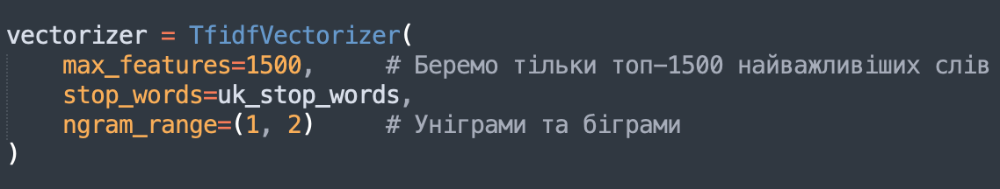 vectorizer = TfidfVectorizer(
    max_features=1500,     # Беремо тільки топ-1500 найважливіших слів
    stop_words=uk_stop_words,
    ngram_range=(1, 2)     # Уніграми та біграми
)